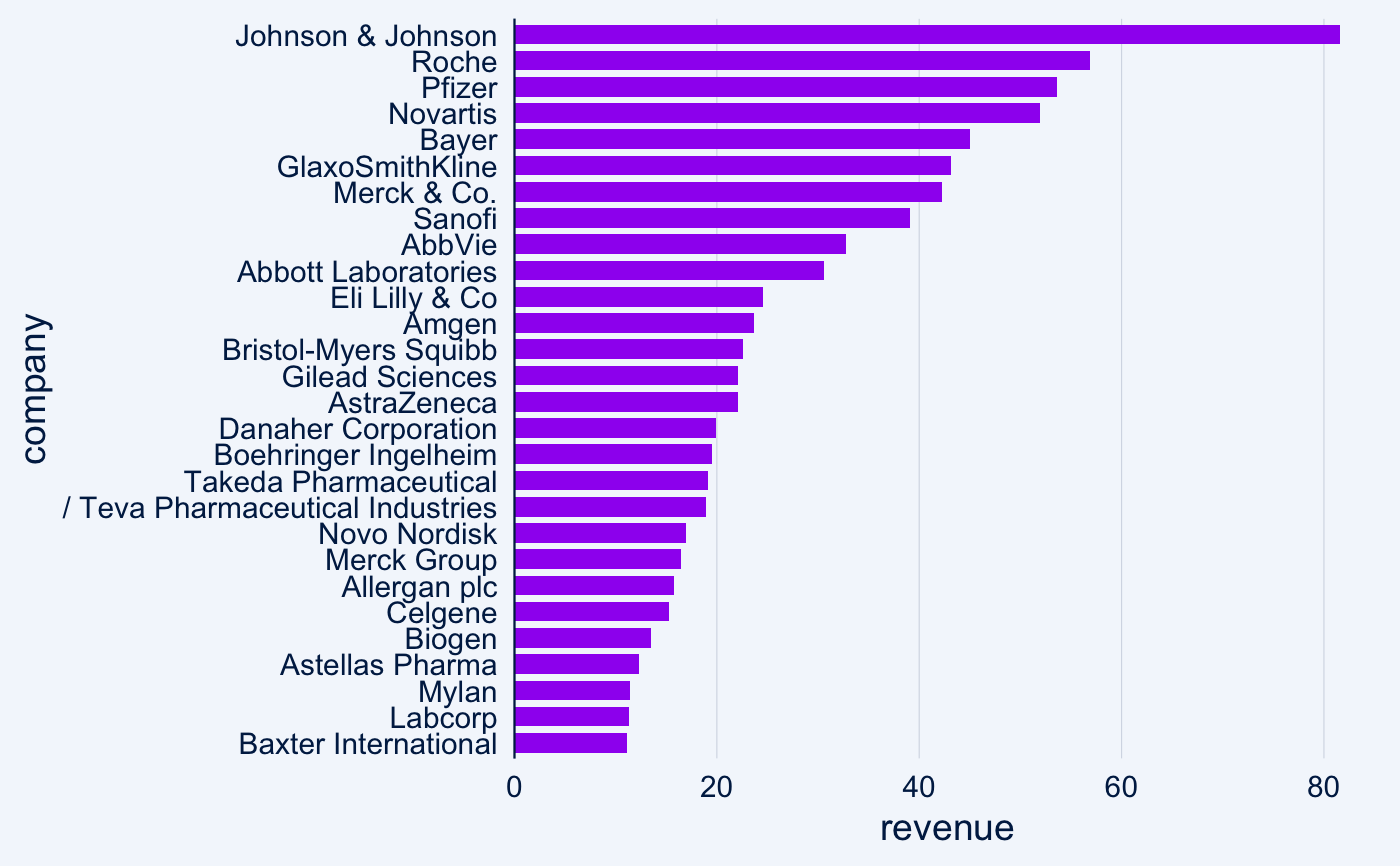 Johnson & Johnson
Roche
Pfizer
Novartis
Bayer
GlaxoSmithKline
Merck & Co.
Sanofi
AbbVie
Abbott Laboratories
Eli Lilly & Co
Amgen
Bristol-Myers Squibb
Gilead Sciences
AstraZeneca
Danaher Corporation
Boehringer Ingelheim
Takeda Pharmaceutical
/ Teva Pharmaceutical Industries
Novo Nordisk
Merck Group
Allergan plc
Celgene
Biogen
Astellas Pharma
Mylan
Labcorp
Baxter International
company
0 20 40 60 80
revenue